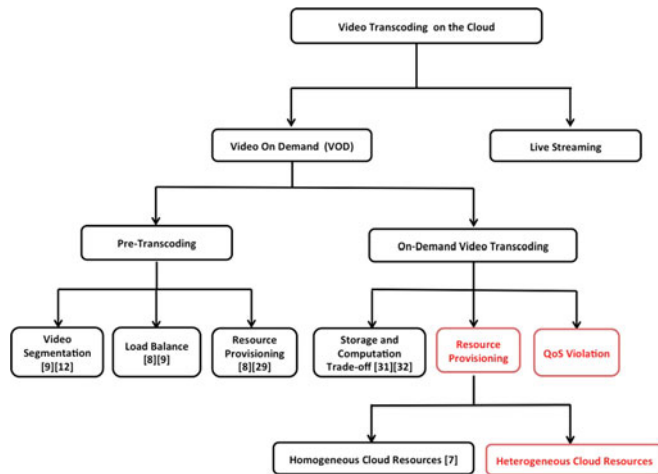 Video Transcoding on the Cloud
Video On Demand (VOD)
Live Streaming
Pre-Transcoding
On-Demand Video Transcoding
Video
Segmentation
[9][12]
Load Balance
[8][9]
Resource
Provisioning
[8][29]
Storage and
Computation
Trade-off [31][32]
Resource
Provisioning
QoS Violation
Homogeneous Cloud Resources [7]
Heterogeneous Cloud Resources